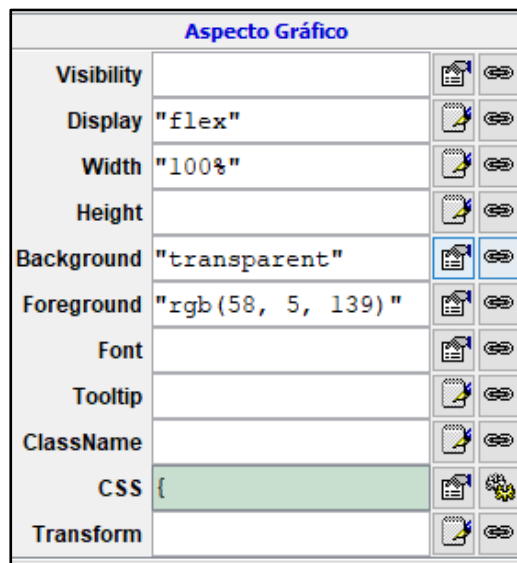 Aspecto Gráfico
Visibility
Display "flex"
Width "100%"
Height
Background "transparent"
Foreground "rgb(58, 5, 139)"
Font
Tooltip
ClassName
CSS {
Transform